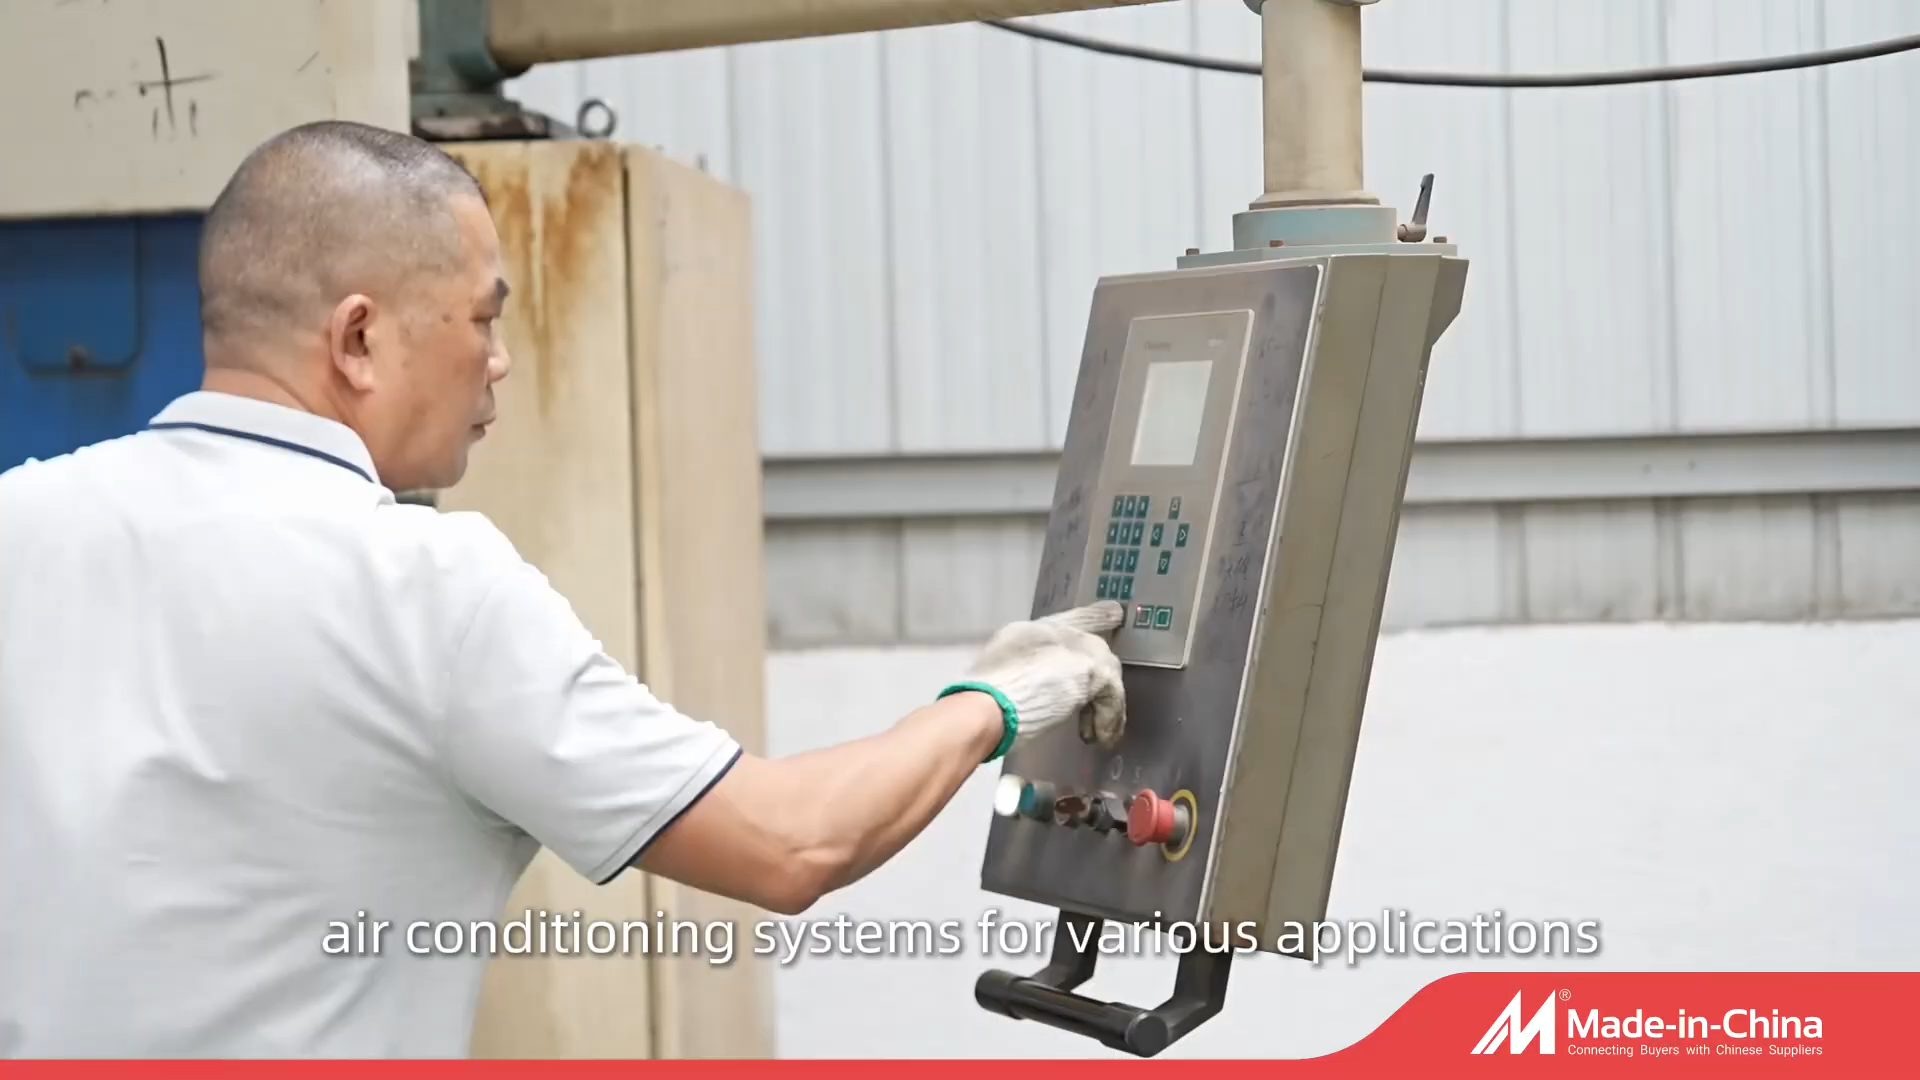 air conditioning systems for various applications
Made-in-China®
Connecting Buyers with Chinese Suppliers